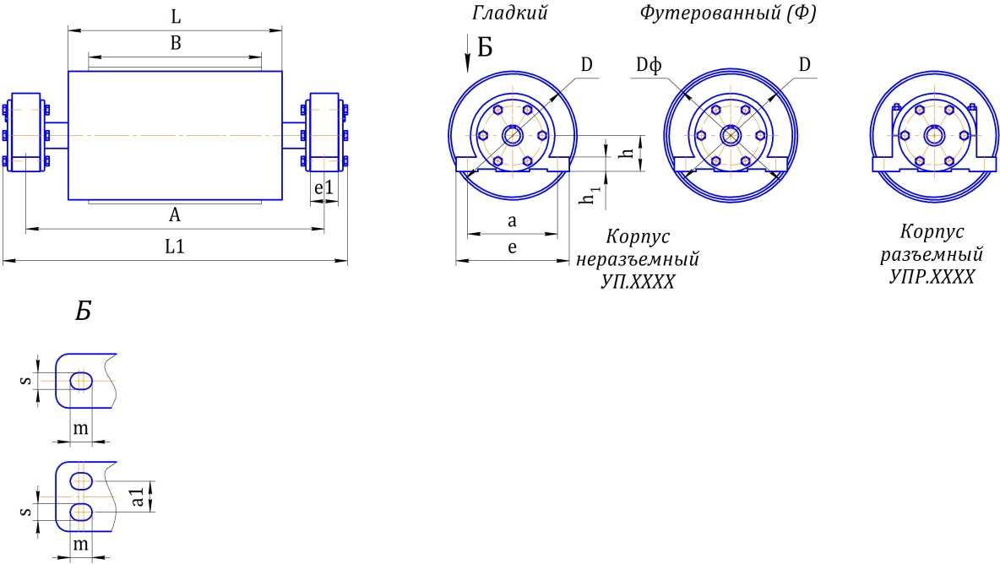 L
B
A
L1
e1
Гладкий
Футерованный (Ф)
Б
D
Dф
D
h
h1
a
e
Корпус
неразъемный
УП.XXXX
Корпус
разъемный
УПР.XXXX
Б
s
m
s
m
a1